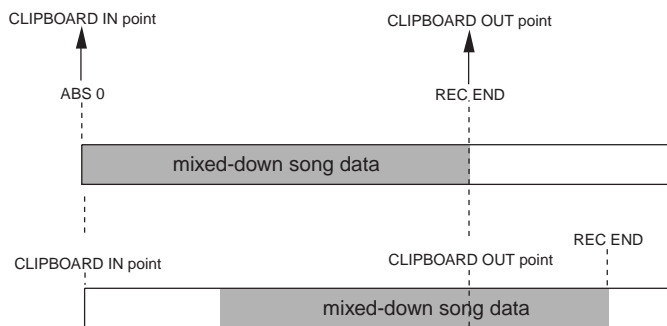 CLIPBOARD IN point
CLIPBOARD OUT point
ABS 0
REC END
mixed-down song data
REC END
CLIPBOARD IN point
CLIPBOARD OUT point
mixed-down song data